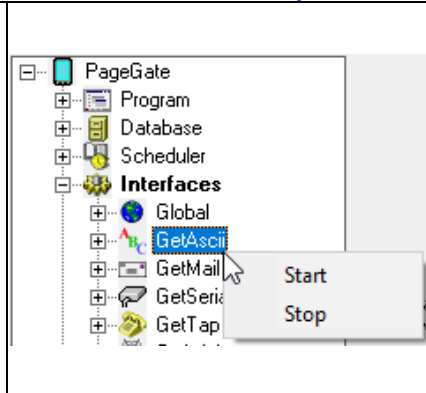 PageGate
Program
Database
Scheduler
Interfaces
Global
GetAscii
GetMail
Start
GetTap
Stop